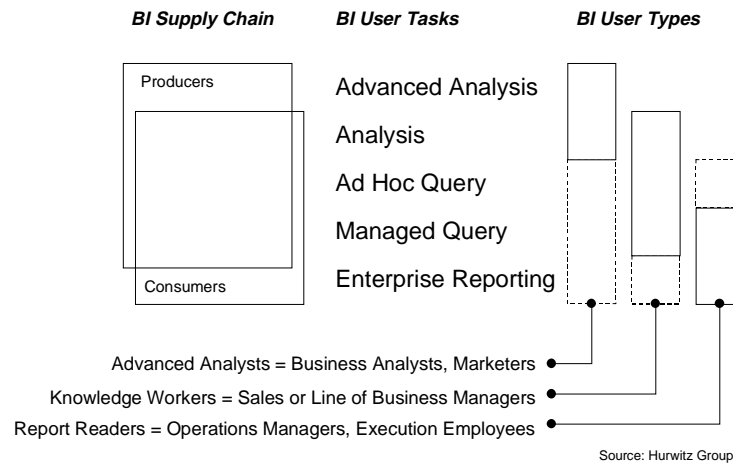 BI Supply Chain BI User Tasks BI User Types
Producers
Advanced Analysis
Analysis
Ad Hoc Query
Managed Query
Enterprise Reporting
Consumers
Advanced Analysts = Business Analysts, Marketers
Knowledge Workers = Sales or Line of Business Managers
Report Readers = Operations Managers, Execution Employees
Source: Hurwitz Group